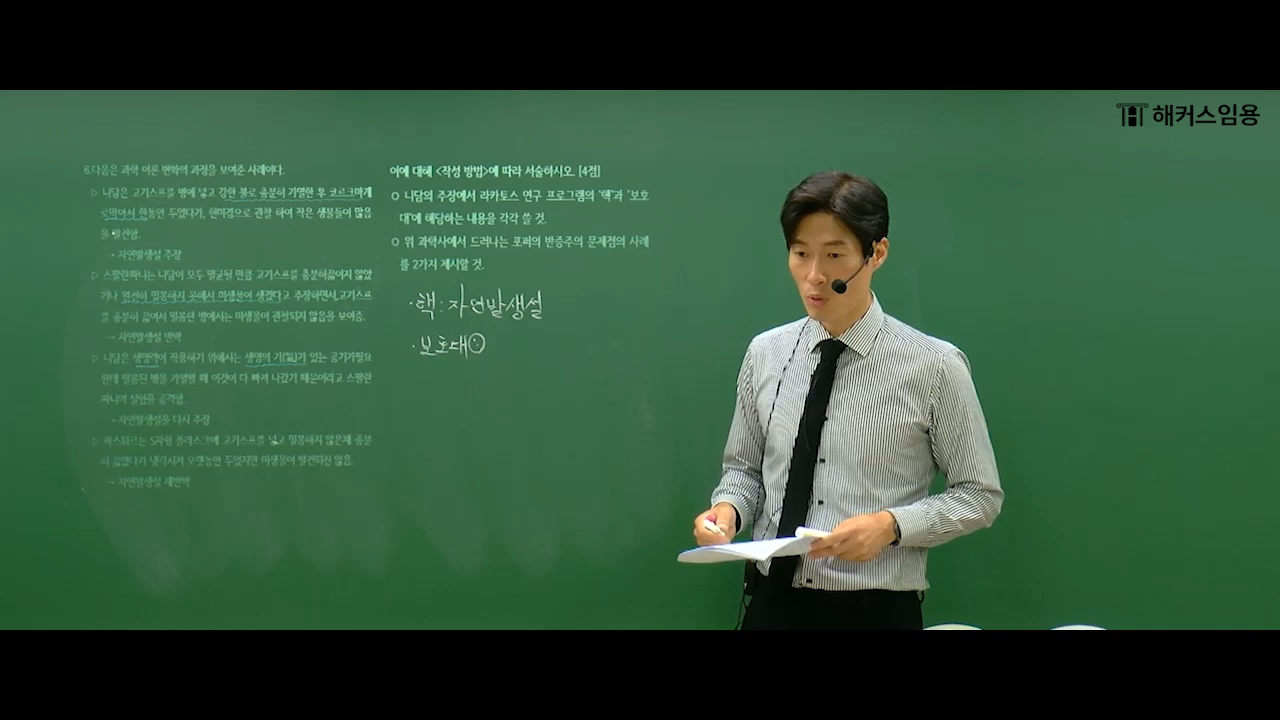 해커스임용
6.다음은 과학 이론 변화의 과정을 보여준 사례이다.
▷ 니담은 고기스프를 병에 넣고 강한 불로 충분히 가열한 후 코르크마개
로막아서 한동안 두었다가, 현미경으로 관찰 하여 작은 생물들이 많음
을 발견함.
→ 자연발생설 주장
▷ 스팔란짜니는 니담이 모두 멸균될 만큼 고기스프를 충분히끓이지 않았
거나 완전히 밀봉하지 못해서 미생물이 생겼다고 주장하면서,고기스프
를 충분히 끓여서 밀봉한 병에서는 미생물이 관찰되지 않음을 보여줌.
→ 자연발생설 반박
▷ 니담은 생명력이 작용하기 위해서는 생명의 기(氣)가 있는 공기가필요
한데 밀봉된 병을 가열할 때 이것이 다 빠져 나갔기 때문이라고 스팔란
짜니의 실험을 공격함.
→ 자연발생설을 다시 주장
▷ 파스퇴르는 S자형 플라스크에 고기스프를 넣고 밀봉하지 않은채 충분
히 끓였다가 냉각시켜 오랫동안 두었지만 미생물이 발견되진 않음.
→ 자연발생설 재반박
이에 대해 <작성 방법>에 따라 서술하시오. [4점]
o 니담의 주장에서 라카토스 연구 프로그램의 '핵'과 '보호
대'에 해당하는 내용을 각각 쓸 것.
o 위 과학사에서 드러나는 포퍼의 반증주의 문제점의 사례
를 2가지 제시할 것.
·핵: 자연발생설
·보호대